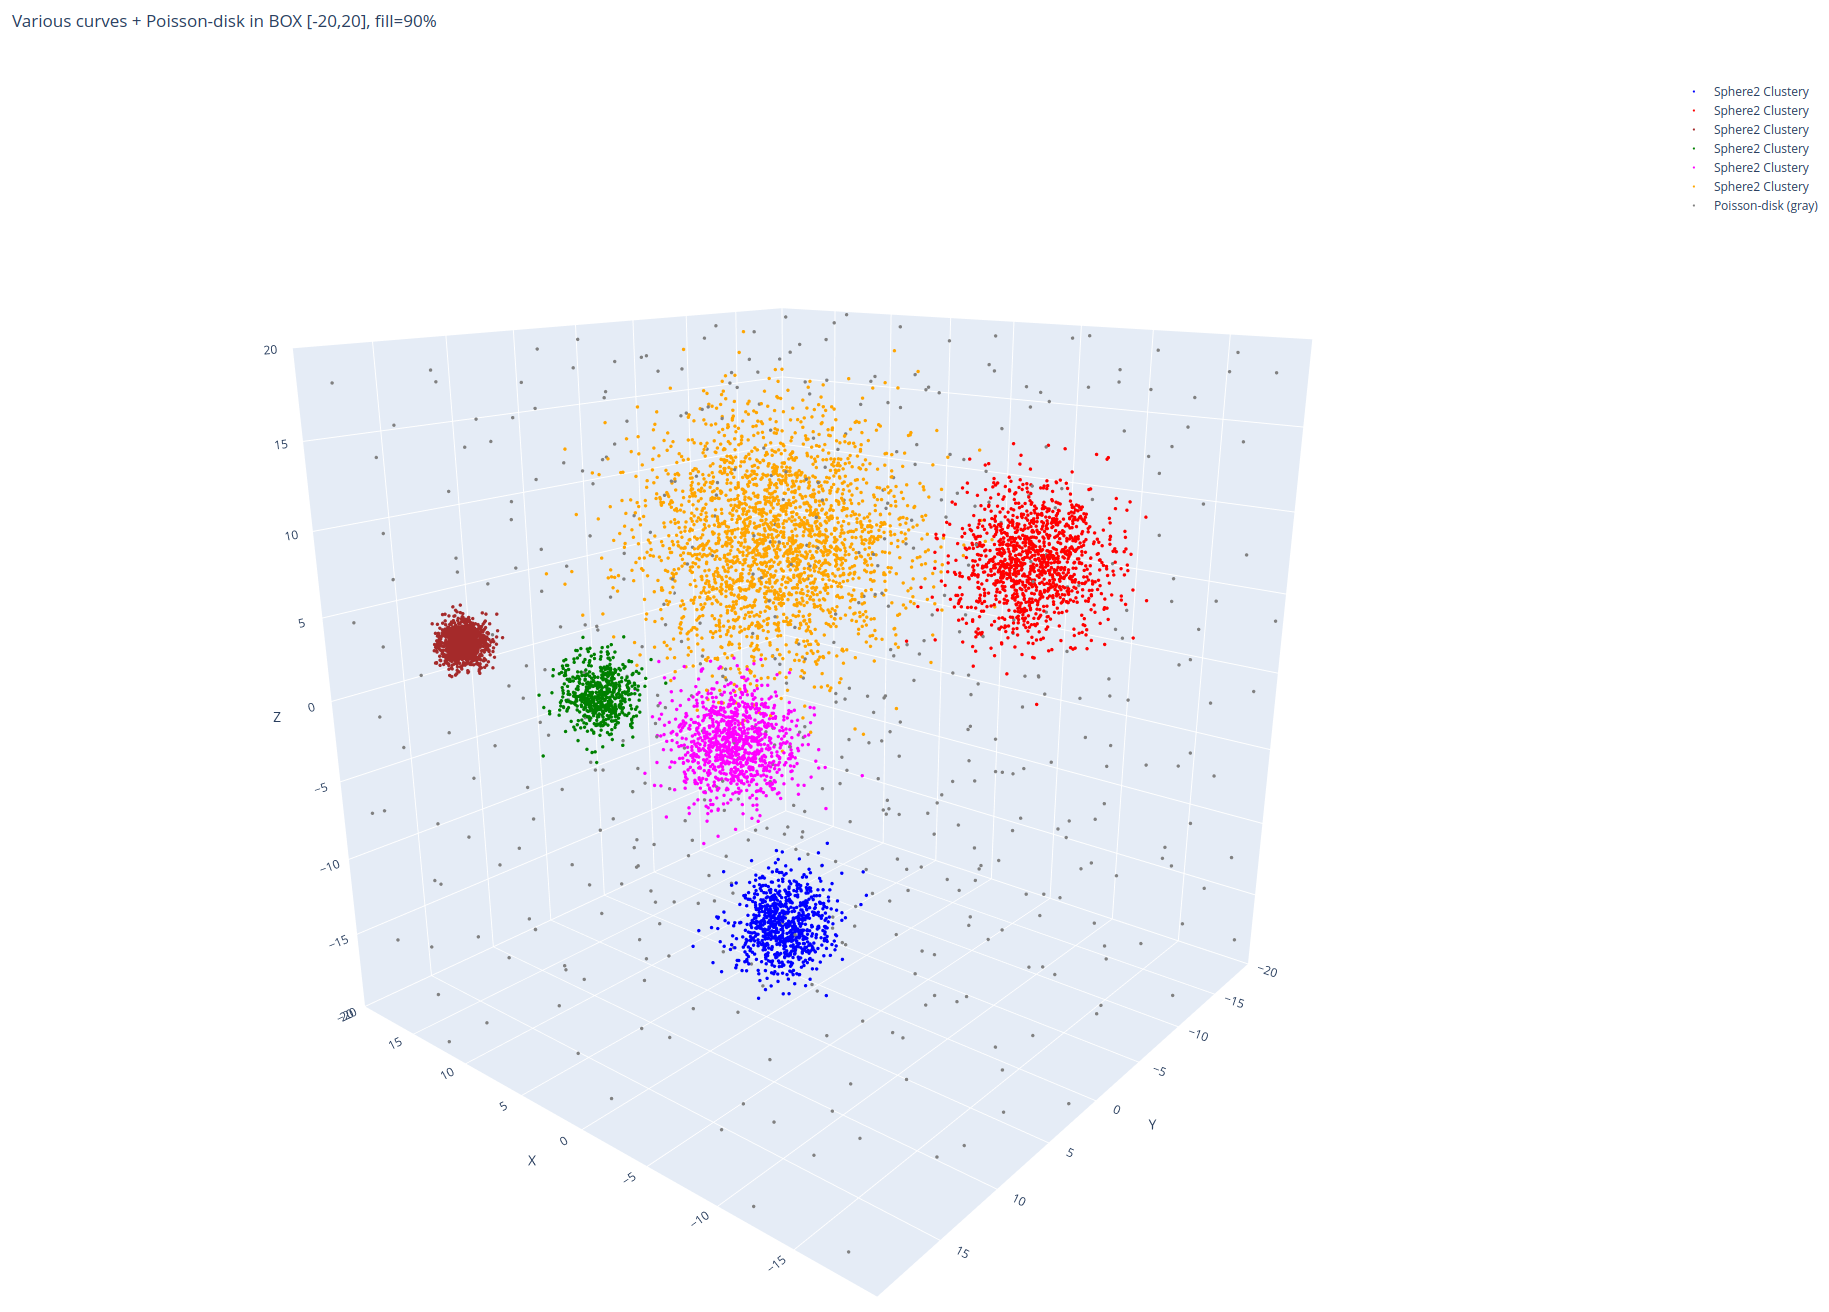 Various curves + Poisson-disk in BOX [-20,20], fill=90%
Sphere2 Clustery
Sphere2 Clustery
Sphere2 Clustery
Sphere2 Clustery
Sphere2 Clustery
Sphere2 Clustery
Poisson-disk (gray)
20
15
10
5
0
−5
−10
−15
−20
Z
20
15
10
5
0
−5
−10
−15
X
−20
−15
−10
−5
0
5
10
15
Y